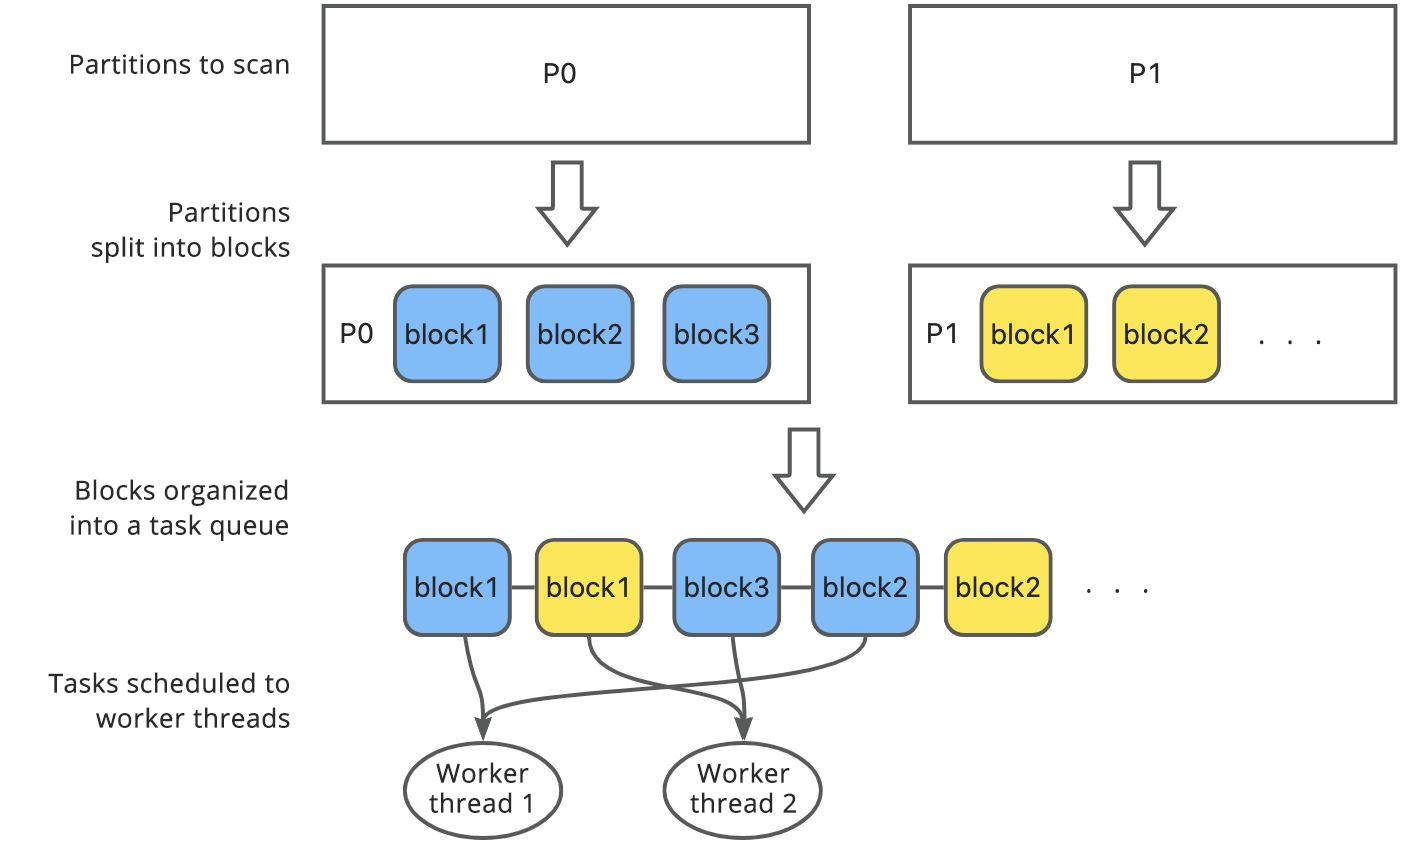 Partitions to scan
P0
P1
Partitions
split into blocks
P0
block1
block2
block3
P1
block1
block2
. . .
Blocks organized
into a task queue
block1
block1
block3
block2
block2
. . .
Tasks scheduled to
worker threads
Worker
thread 1
Worker
thread 2